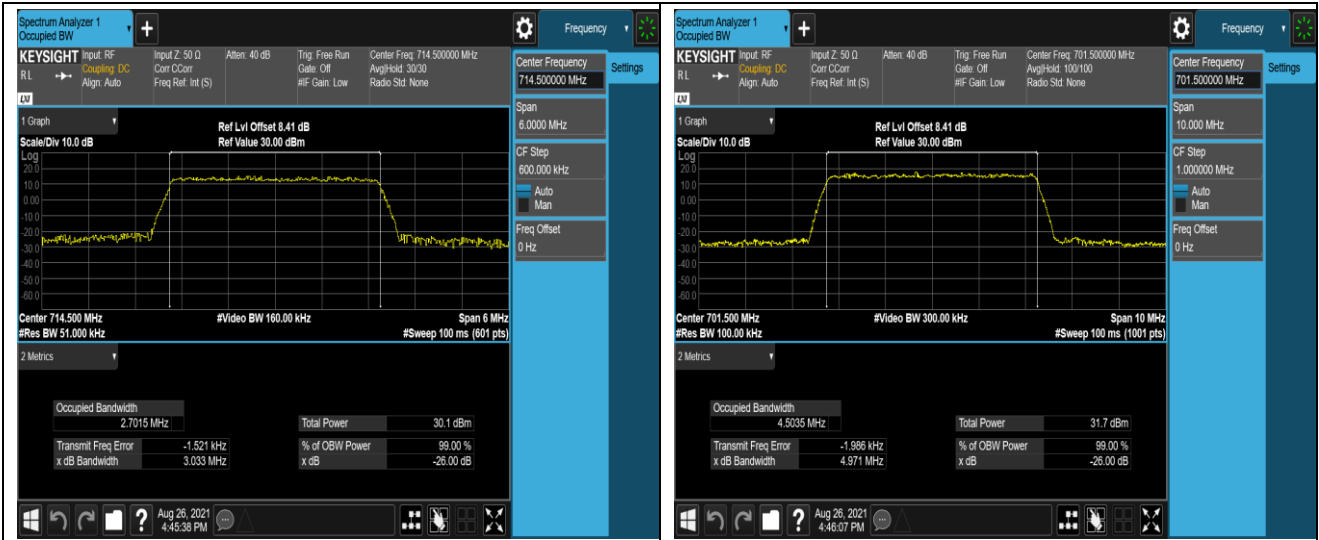 Spectrum Analyzer 1
Occupied BW
+
Frequency
KEYSIGHT
RL
LXI
Input: RF
Coupling: DC
Align: Auto
Input Z: 50 Ω
Corr CCorr
Freq Ref: Int (S)
Atten: 40 dB
Trig: Free Run
Gate: Off
#IF Gain: Low
Center Freq: 714.500000 MHz
Avg|Hold: 30/30
Radio Std: None
Center Frequency
714.500000 MHz
Settings
Span
6.0000 MHz
CF Step
600.000 kHz
Auto
Man
Freq Offset
0 Hz
1 Graph
Scale/Div 10.0 dB
Ref Lvl Offset 8.41 dB
Ref Value 30.00 dBm
Log
20.0
10.0
0.00
-10.0
-20.0
-30.0
-40.0
-50.0
-60.0
Center 714.500 MHz
#Video BW 160.00 kHz
Span 6 MHz
#Res BW 51.000 kHz
#Sweep 100 ms (601 pts)
2 Metrics
Occupied Bandwidth
2.7015 MHz
Total Power 30.1 dBm
Transmit Freq Error -1.521 kHz
% of OBW Power 99.00 %
x dB Bandwidth 3.033 MHz
x dB -26.00 dB
?
Aug 26, 2021
4:45:38 PM
Spectrum Analyzer 1
Occupied BW
+
Frequency
KEYSIGHT
RL
LXI
Input: RF
Coupling: DC
Align: Auto
Input Z: 50 Ω
Corr CCorr
Freq Ref: Int (S)
Atten: 40 dB
Trig: Free Run
Gate: Off
#IF Gain: Low
Center Freq: 701.500000 MHz
Avg|Hold: 100/100
Radio Std: None
Center Frequency
701.500000 MHz
Settings
Span
10.000 MHz
CF Step
1.000000 MHz
Auto
Man
Freq Offset
0 Hz
1 Graph
Scale/Div 10.0 dB
Ref Lvl Offset 8.41 dB
Ref Value 30.00 dBm
Log
20.0
10.0
0.00
-10.0
-20.0
-30.0
-40.0
-50.0
-60.0
Center 701.500 MHz
#Video BW 300.00 kHz
Span 10 MHz
#Res BW 100.00 kHz
#Sweep 100 ms (1001 pts)
2 Metrics
Occupied Bandwidth
4.5035 MHz
Total Power 31.7 dBm
Transmit Freq Error -1.986 kHz
% of OBW Power 99.00 %
x dB Bandwidth 4.971 MHz
x dB -26.00 dB
?
Aug 26, 2021
4:46:07 PM